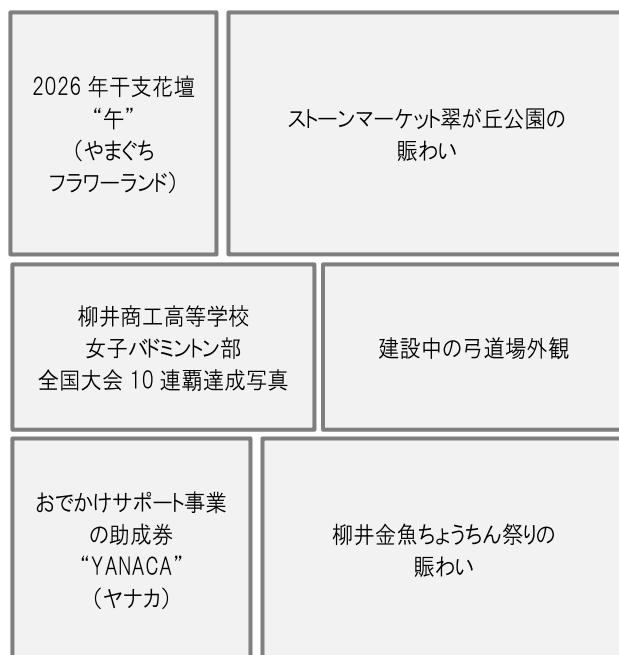 2026 年干支花壇
“午”
（やまぐち
フラワーランド）
ストーンマーケット翠が丘公園の
賑わい
柳井商工高等学校
女子バドミントン部
全国大会 10 連覇達成写真
建設中の弓道場外観
おでかけサポート事業
の助成券
“YANACA”
（ヤナカ）
柳井金魚ちょうちん祭りの
賑わい